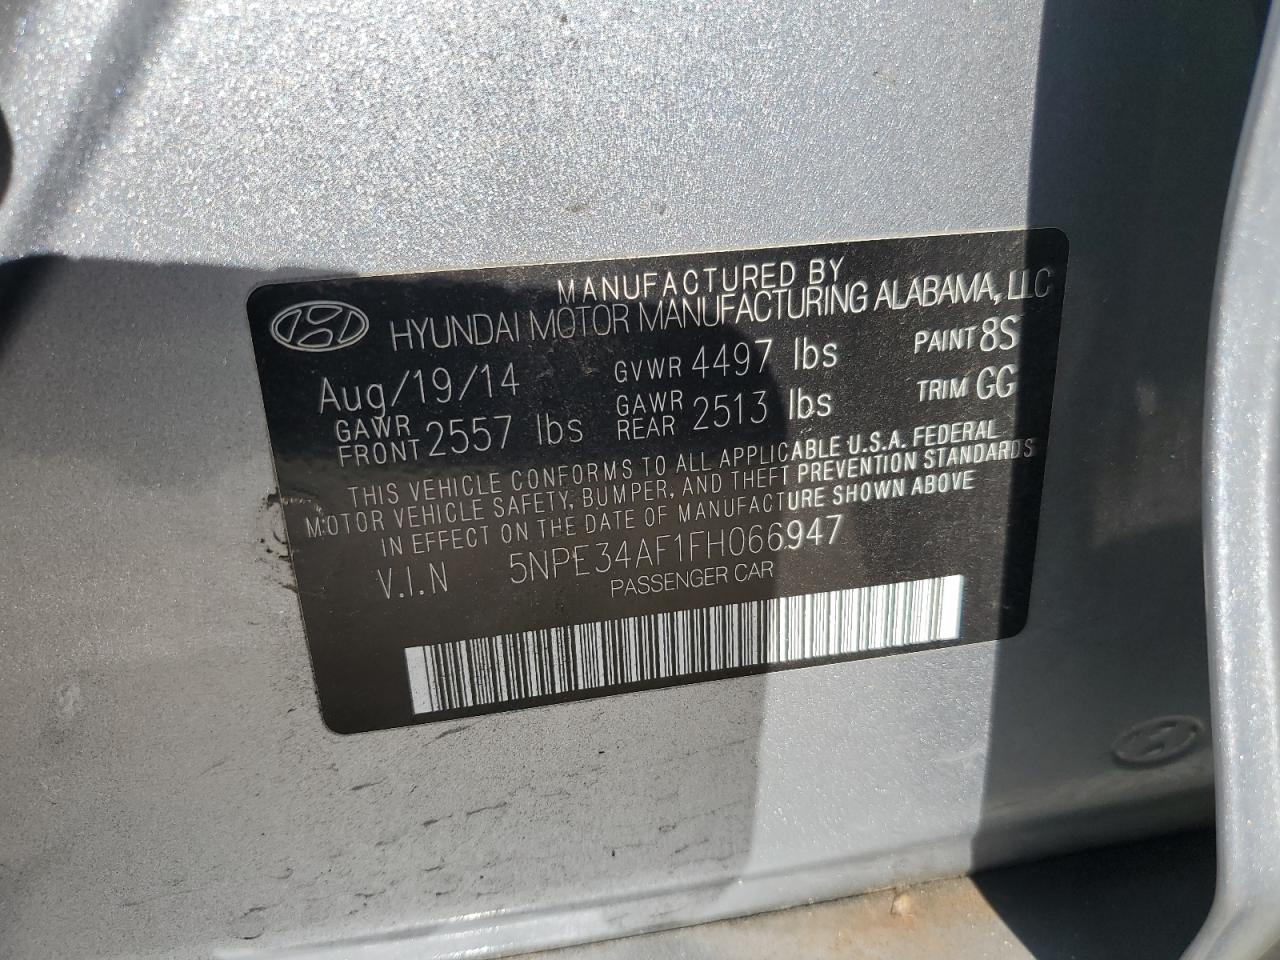 MANUFACTURED BY
HYUNDAI MOTOR MANUFACTURING ALABAMA, LLC
Aug/19/14 GVWR 4497 lbs PAINT 8S
GAWR FRONT 2557 lbs GAWR REAR 2513 lbs TRIM GG
THIS VEHICLE CONFORMS TO ALL APPLICABLE U.S.A. FEDERAL
MOTOR VEHICLE SAFETY, BUMPER, AND THEFT PREVENTION STANDARDS
IN EFFECT ON THE DATE OF MANUFACTURE SHOWN ABOVE
V.I.N 5NPE34AF1FH066947
PASSENGER CAR